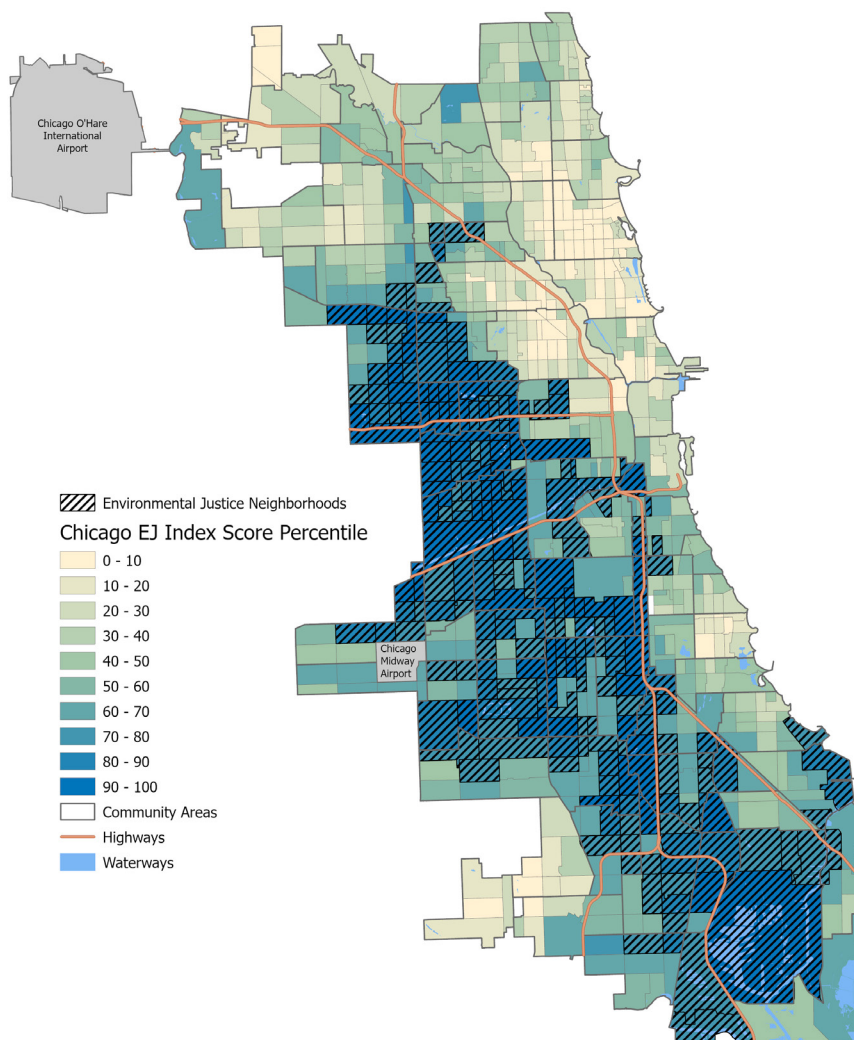 Chicago O'Hare
International
Airport
Environmental Justice Neighborhoods
Chicago EJ Index Score Percentile
0 - 10
10 - 20
20 - 30
30 - 40
40 - 50
50 - 60
60 - 70
70 - 80
80 - 90
90 - 100
Community Areas
Highways
Waterways
Chicago
Midway
Airport